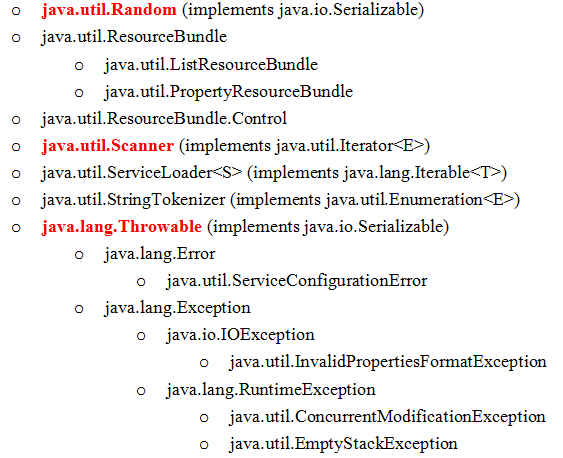 o java.util.Random (implements java.io.Serializable)
o java.util.ResourceBundle
o java.util.ListResourceBundle
o java.util.PropertyResourceBundle
o java.util.ResourceBundle.Control
o java.util.Scanner (implements java.util.Iterator<E>)
o java.util.ServiceLoader<S> (implements java.lang.Iterable<T>)
o java.util.StringTokenizer (implements java.util.Enumeration<E>)
o java.lang.Throwable (implements java.io.Serializable)
o java.lang.Error
o java.util.ServiceConfigurationError
o java.lang.Exception
o java.io.IOException
o java.util.InvalidPropertiesFormatException
o java.lang.RuntimeException
o java.util.ConcurrentModificationException
o java.util.EmptyStackException